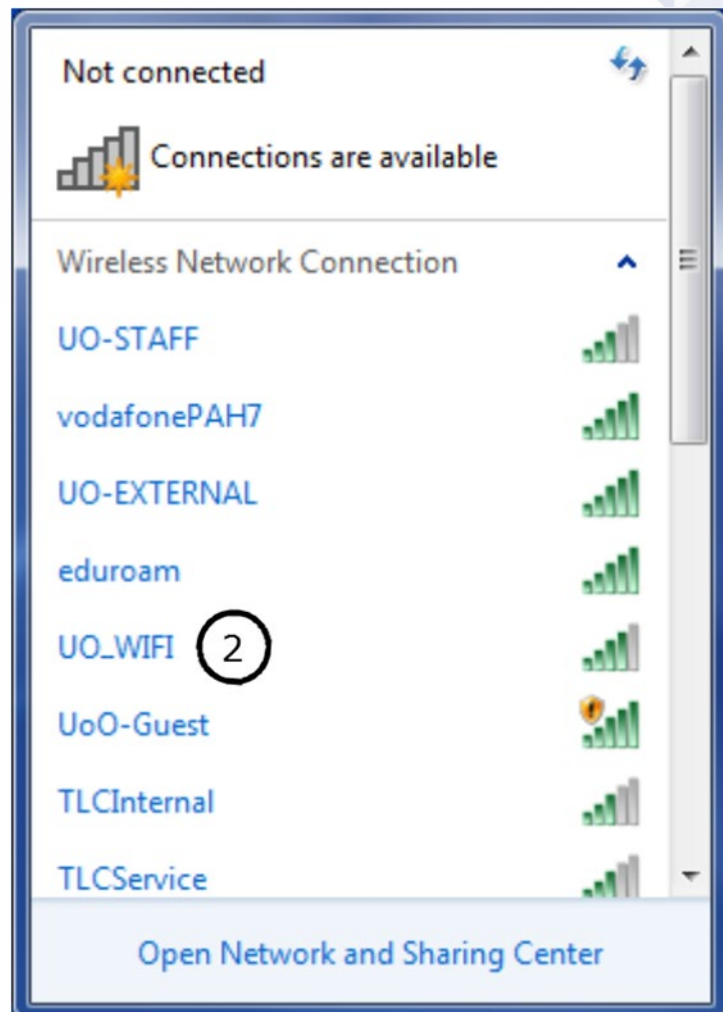 Not connected
Connections are available
Wireless Network Connection
UO-STAFF
vodafonePAH7
UO-EXTERNAL
eduroam
UO_WIFI 2
UoO-Guest
TLCInternal
TLCService
Open Network and Sharing Center